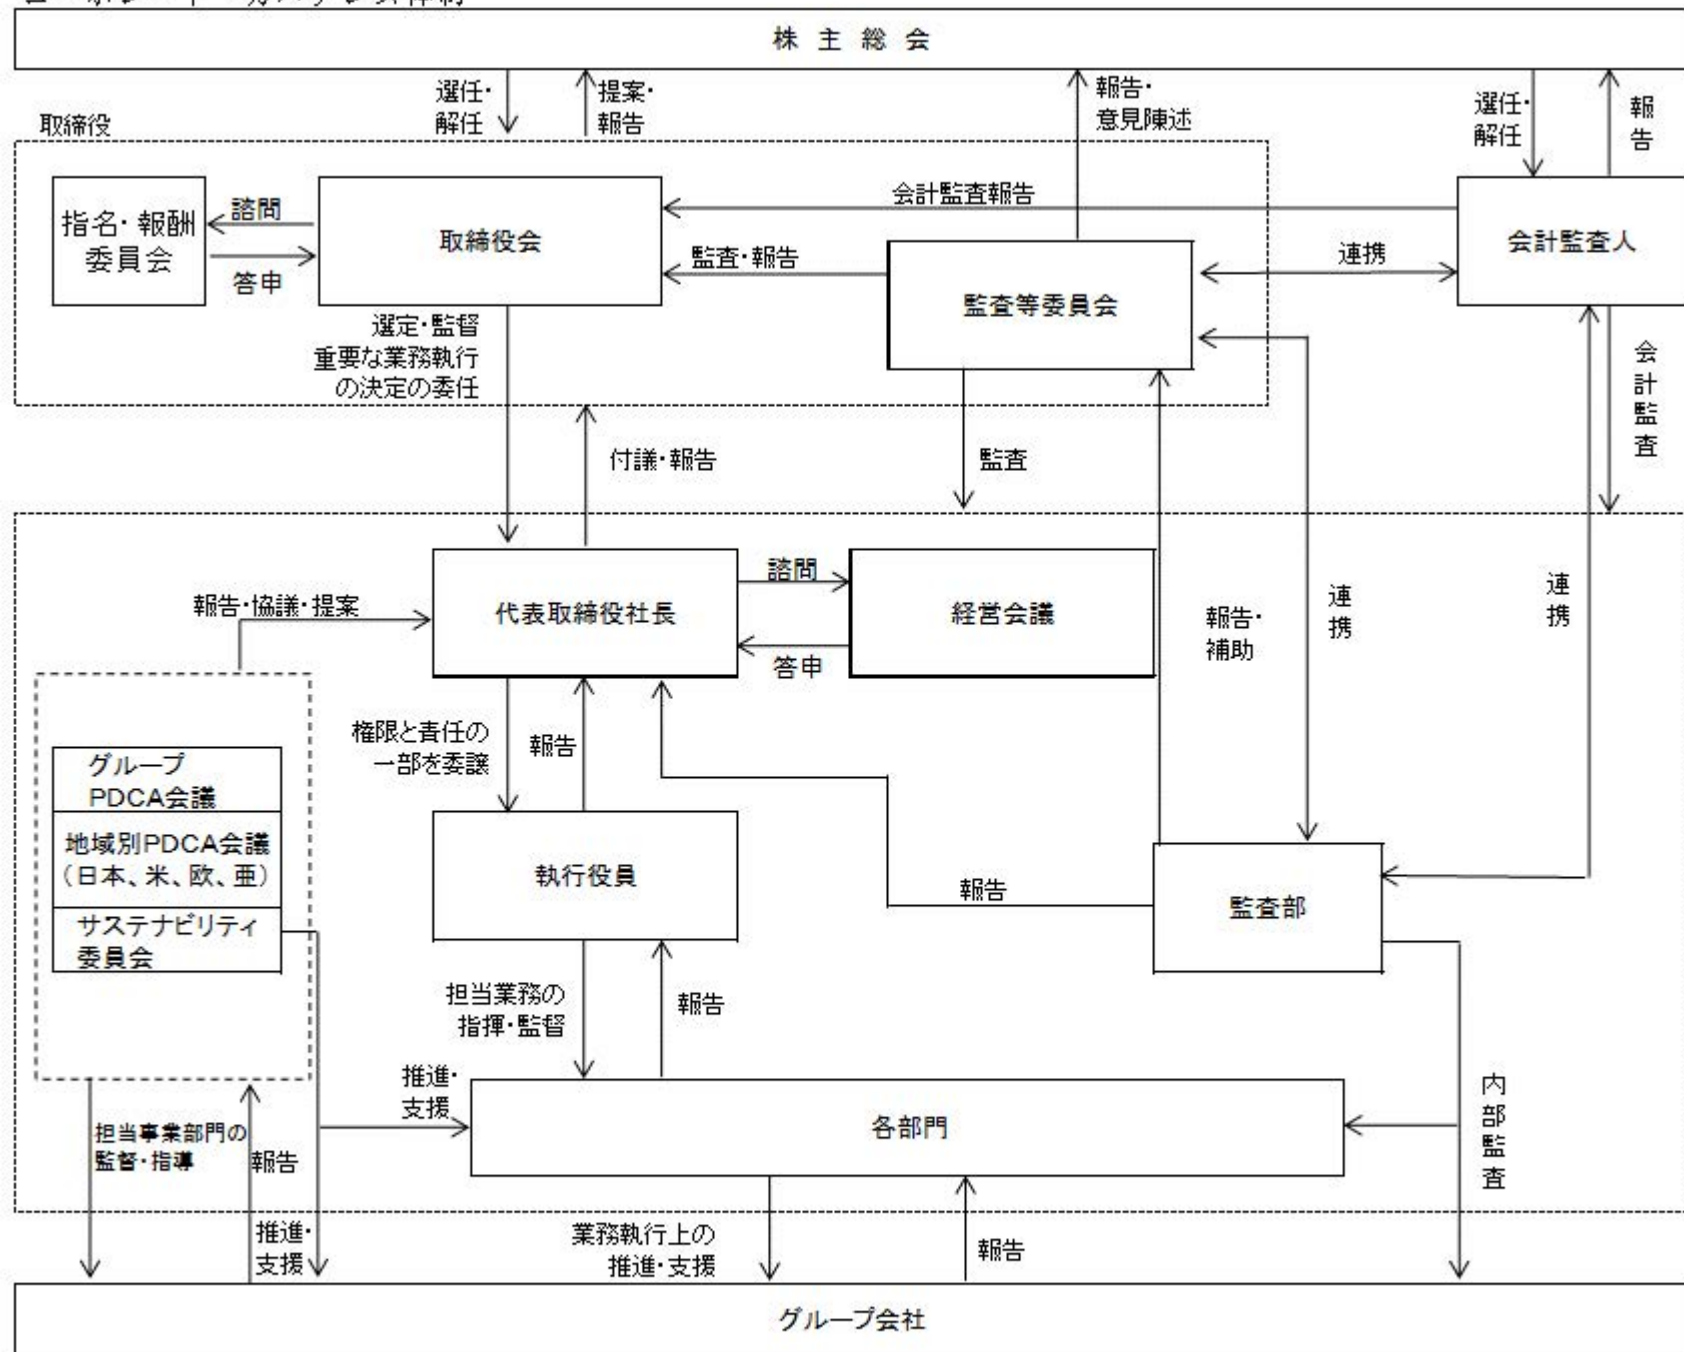 株 主 総 会
選任・
解任
提案・
報告
報告・
意見陳述
選任・
解任
報
告
取締役
指名・報酬
委員会
諮問
答申
取締役会
会計監査報告
監査・報告
監査等委員会
連携
会計監査人
選定・監督
重要な業務執行
の決定の委任
付議・報告
監査
会
計
監
査
報告・協議・提案
代表取締役社長
諮問
答申
経営会議
報告・
補助
連
携
連
携
権限と責任の
一部を委譲
報告
グループ
PDCA会議
地域別PDCA会議
（日本、米、欧、亜）
サステナビリティ
委員会
執行役員
報告
監査部
担当業務の
指揮・監督
報告
推進・
支援
各部門
内
部
監
査
担当事業部門の
監督・指導
報告
推進・
支援
業務執行上の
推進・支援
報告
グループ会社